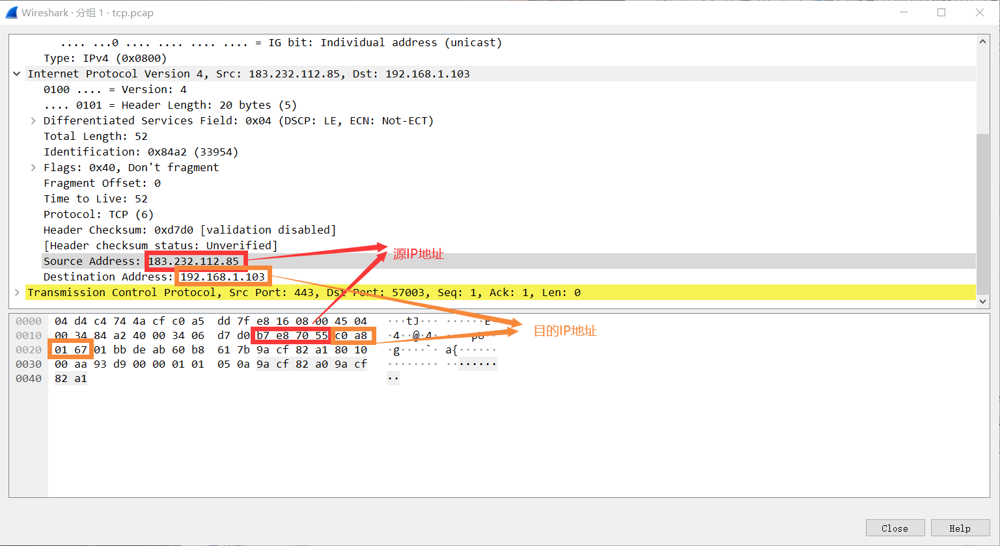 Wireshark · 分组 1 · tcp.pcap
.... ...0 .... .... .... .... = IG bit: Individual address (unicast)
Type: IPv4 (0x0800)
Internet Protocol Version 4, Src: 183.232.112.85, Dst: 192.168.1.103
0100 .... = Version: 4
.... 0101 = Header Length: 20 bytes (5)
Differentiated Services Field: 0x04 (DSCP: LE, ECN: Not-ECT)
Total Length: 52
Identification: 0x84a2 (33954)
Flags: 0x40, Don't fragment
Fragment Offset: 0
Time to Live: 52
Protocol: TCP (6)
Header Checksum: 0xd7d0 [validation disabled]
[Header checksum status: Unverified]
Source Address: 183.232.112.85
源IP地址
Destination Address: 192.168.1.103
Transmission Control Protocol, Src Port: 443, Dst Port: 57003, Seq: 1, Ack: 1, Len: 0
0000 04 d4 c4 74 4a cf c0 a5 dd 7f e8 16 08 00 45 04 ···tJ··· ······E·
0010 00 34 84 a2 40 00 34 06 d7 d0 b7 e8 70 55 c0 a8 ·4··@·4· ····pU··
目的IP地址
0020 01 67 01 bb de ab 60 b8 61 7b 9a cf 82 a1 80 10 ·g····`· a{······
0030 00 aa 93 d9 00 00 01 01 05 0a 9a cf 82 a0 9a cf ········ ········
0040 82 a1 ··
Close
Help